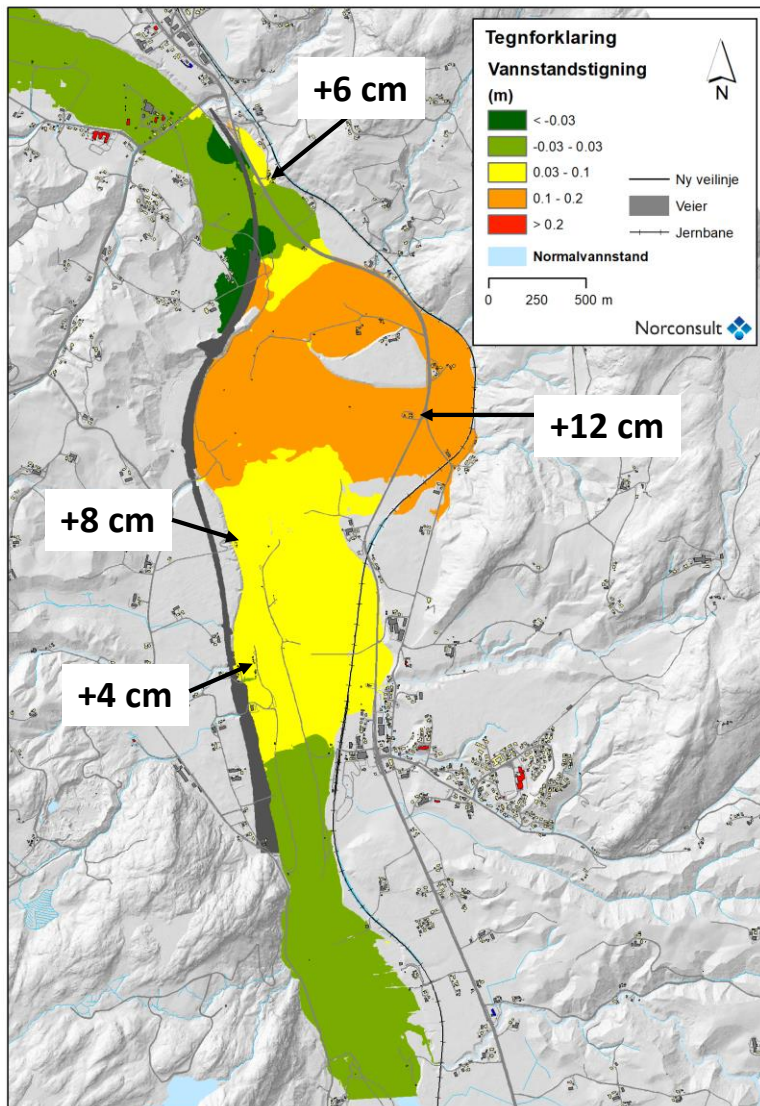 Tegnforklaring
Vannstandstigning
(m)
< -0.03
-0.03 - 0.03
0.03 - 0.1
0.1 - 0.2
> 0.2
Normalvannstand
Ny veilinje
Veier
Jernbane
N
0 250 500 m
Norconsult
+6 cm
+12 cm
+8 cm
+4 cm